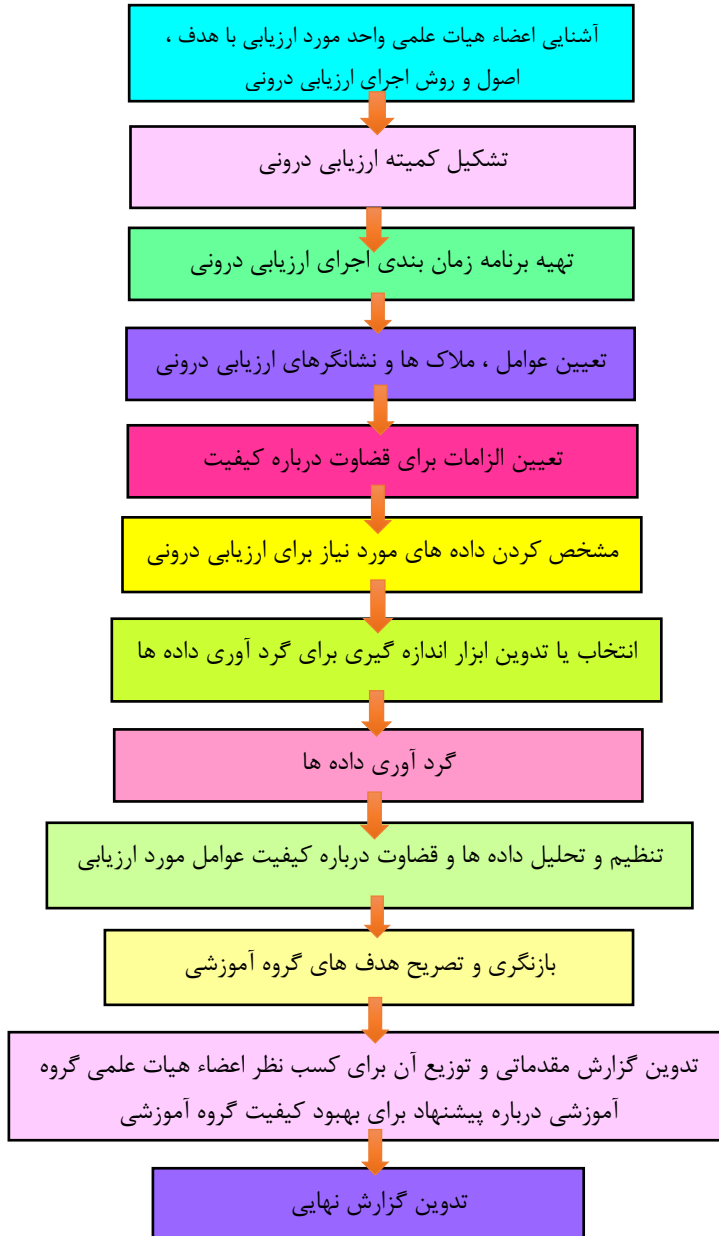 آشنایی اعضاء هیات علمی واحد مورد ارزیابی با هدف ،
اصول و روش اجرای ارزیابی درونی
تشکیل کمیته ارزیابی درونی
تهیه برنامه زمان بندی اجرای ارزیابی درونی
تعیین عوامل ، ملاک ها و نشانگرهای ارزیابی درونی
تعیین الزامات برای قضاوت درباره کیفیت
مشخص کردن داده های مورد نیاز برای ارزیابی درونی
انتخاب یا تدوین ابزار اندازه گیری برای گرد آوری داده ها
گرد آوری داده ها
تنظیم و تحلیل داده ها و قضاوت درباره کیفیت عوامل مورد ارزیابی
بازنگری و تصریح هدف های گروه آموزشی
تدوین گزارش مقدماتی و توزیع آن برای کسب نظر اعضاء هیات علمی گروه
آموزشی درباره پیشنهاد برای بهبود کیفیت گروه آموزشی
تدوین گزارش نهایی